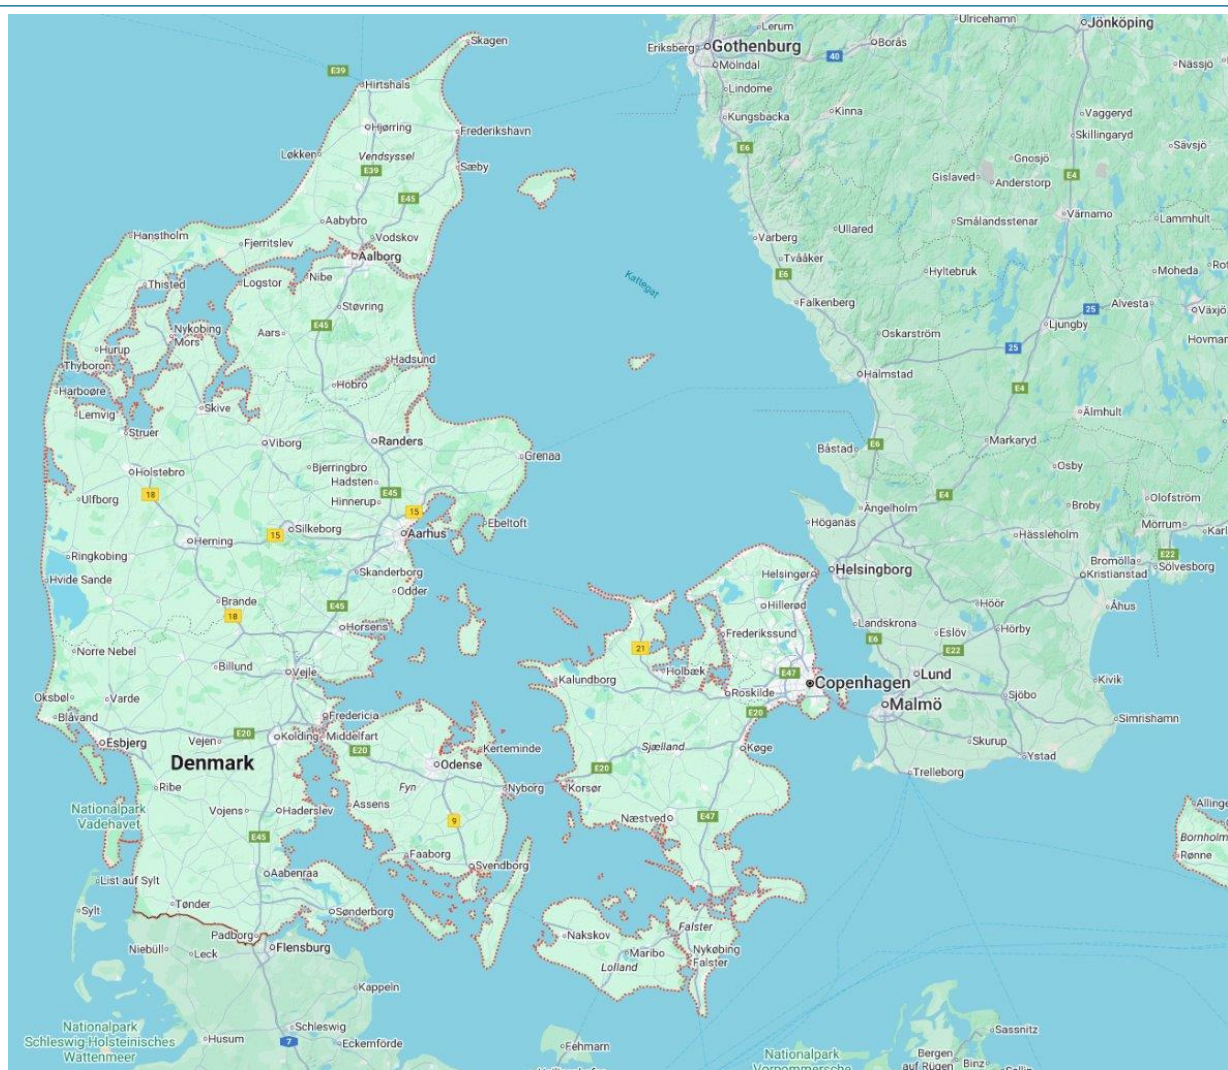 Ulricehamn
Jönköping
Lerum
Skagen
Eriksberg
Gothenburg
Borås
Mölndal
40
Nässjö
E39
Hirtshals
Lindome
Kinna
Kungsbacka
Vaggeryd
Hjørring
Frederikshavn
Skillingaryd
E6
Sävsjö
Løkken
Vendsyssel
Gnosjö
E39
Sæby
Gislaved
Anderstorp
E4
E45
Aabybro
Värnamo
Lammhult
Smålandsstenar
Ullared
Hanstholm
Fjerritslev
Vodskov
Varberg
Aalborg
Tvååker
Thisted
Logstor
Nibe
Kattegat
E6
Hyltebruk
Moheda
Falkenberg
Alvesta
Støvring
25
Växjö
Nykobing
Mors
Aars
E45
Oskarström
Ljungby
Hovman
Hurup
25
Thyboron
Hadsund
Halmstad
Harboøre
Hobro
E4
Lemvig
Skive
Älmhult
Struer
Viborg
Randers
Båstad
E6
Markaryd
Grenaa
Holstebro
Bjerringbro
Osby
Hadsten
18
E45
E4
Ulfborg
Hinnerup
Olofström
15
Ängelholm
Broby
Silkeborg
Ebeltoft
Höganäs
Mörrum
Karl
15
Aarhus
Hässleholm
Herning
E22
Ringkobing
Bromölla
Sölvesborg
Skanderborg
Helsingør
Helsingborg
Kristianstad
Hvide Sande
Odder
Brande
E45
Hillerød
Höör
Åhus
18
Horsens
Landskrona
Frederikssund
Eslöv
Hörby
E6
Norre Nebel
21
E22
Billund
Vejle
Holbæk
E47
Lund
Kalundborg
Copenhagen
Kivik
Oksbøl
Varde
Roskilde
Sjöbo
Malmö
Blåvand
Fredericia
E20
Simrishamn
Esbjerg
E20
Kolding
Middelfart
Vejen
Kerteminde
Køge
Skurup
E20
Sjælland
Ystad
Denmark
Odense
E20
Trelleborg
Ribe
Fyn
Nyborg
Korsør
Nationalpark
Vadehavet
Vojens
Haderslev
Assens
Alling
9
Næstved
E47
Bornholm
E45
Faaborg
Rønne
Svendborg
Aabenraa
List auf Sylt
Tønder
Sønderborg
Sylt
Falster
Padborg
Nakskov
Niebüll
Leck
Flensburg
Maribo
Nykøbing
Falster
Lolland
Kappeln
Nationalpark
Schleswig-Holsteinisches
Wattenmeer
Schleswig
Sassnitz
7
Husum
Eckernförde
Fehmarn
Nationalpark
Bergen
auf Rügen
Binz